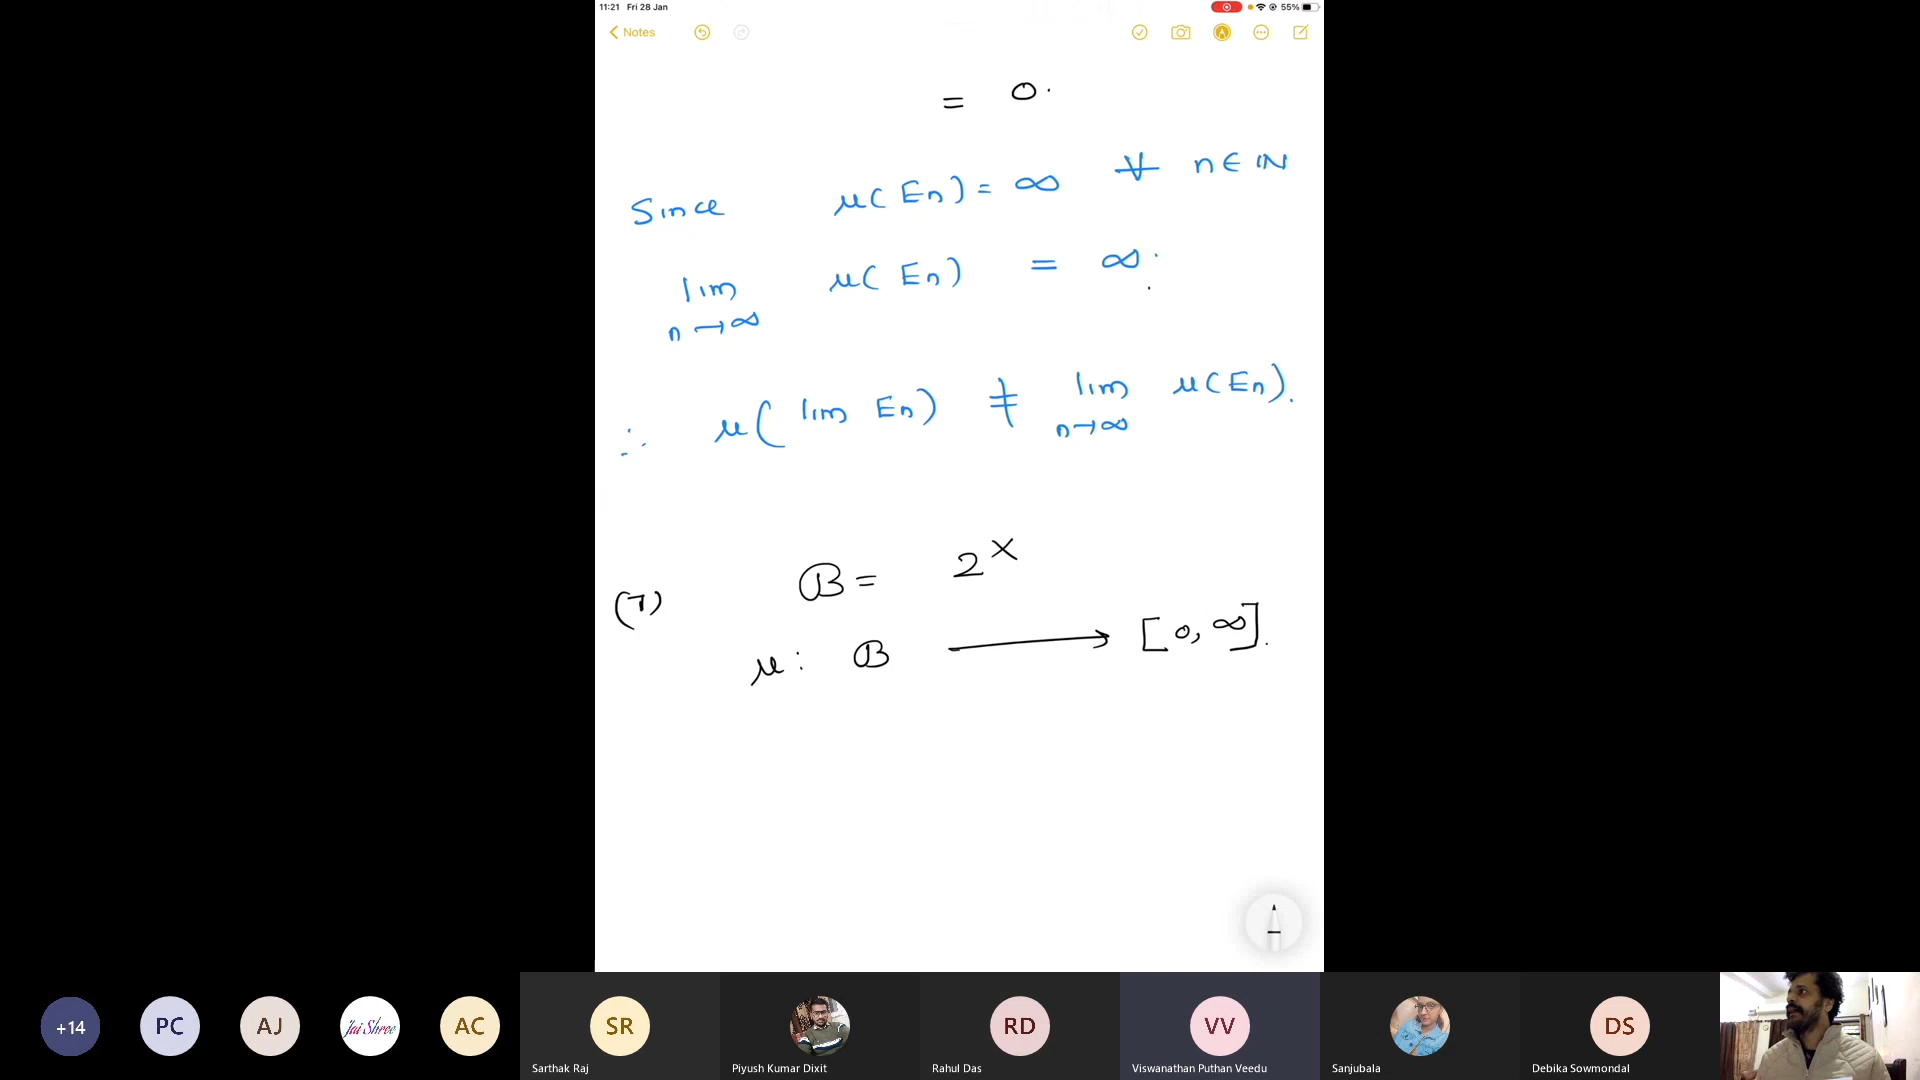 11:21 Fri 28 Jan 55%
Notes
= 0.
Since μ(En) = ∞ ∀ n ∈ ℕ
lim μ(En) = ∞.
n→∞
∴ μ(lim En) ≠ lim μ(En).
n→∞
(7) 𝔹 = 2^X
μ: 𝔹 ⟶ [0, ∞].
+14 PC AJ Jai Shree AC SR RD VV DS
Sarthak Raj Piyush Kumar Dixit Rahul Das Viswanathan Puthan Veedu Sanjubala Debika Sowmondal